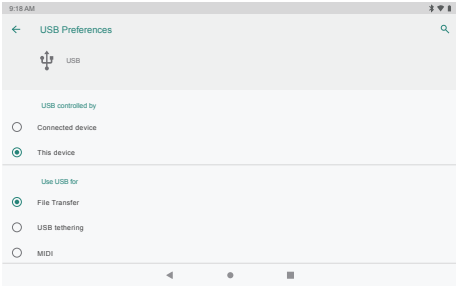 9:18 AM
USB Preferences
USB
USB controlled by
Connected device
This device
Use USB for
File Transfer
USB tethering
MIDI